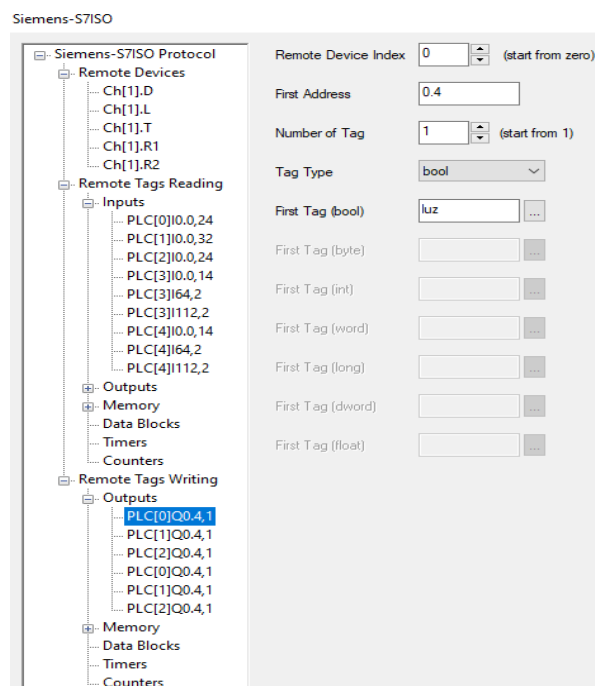 Siemens-S7ISO
Siemens-S7ISO Protocol
Remote Devices
Ch[1].D
Ch[1].L
Ch[1].T
Ch[1].R1
Ch[1].R2
Remote Tags Reading
Inputs
PLC[0]I0.0,24
PLC[1]I0.0,32
PLC[2]I0.0,24
PLC[3]I0.0,14
PLC[3]I64,2
PLC[3]I112,2
PLC[4]I0.0,14
PLC[4]I64,2
PLC[4]I112,2
Outputs
Memory
Data Blocks
Timers
Counters
Remote Tags Writing
Outputs
PLC[0]Q0.4,1
PLC[1]Q0.4,1
PLC[2]Q0.4,1
PLC[0]Q0.4,1
PLC[1]Q0.4,1
PLC[2]Q0.4,1
Memory
Data Blocks
Timers
Counters
Remote Device Index 0 (start from zero)
First Address 0.4
Number of Tag 1 (start from 1)
Tag Type bool
First Tag (bool) luz ...
First Tag (byte) ...
First Tag (int) ...
First Tag (word) ...
First Tag (long) ...
First Tag (dword) ...
First Tag (float) ...